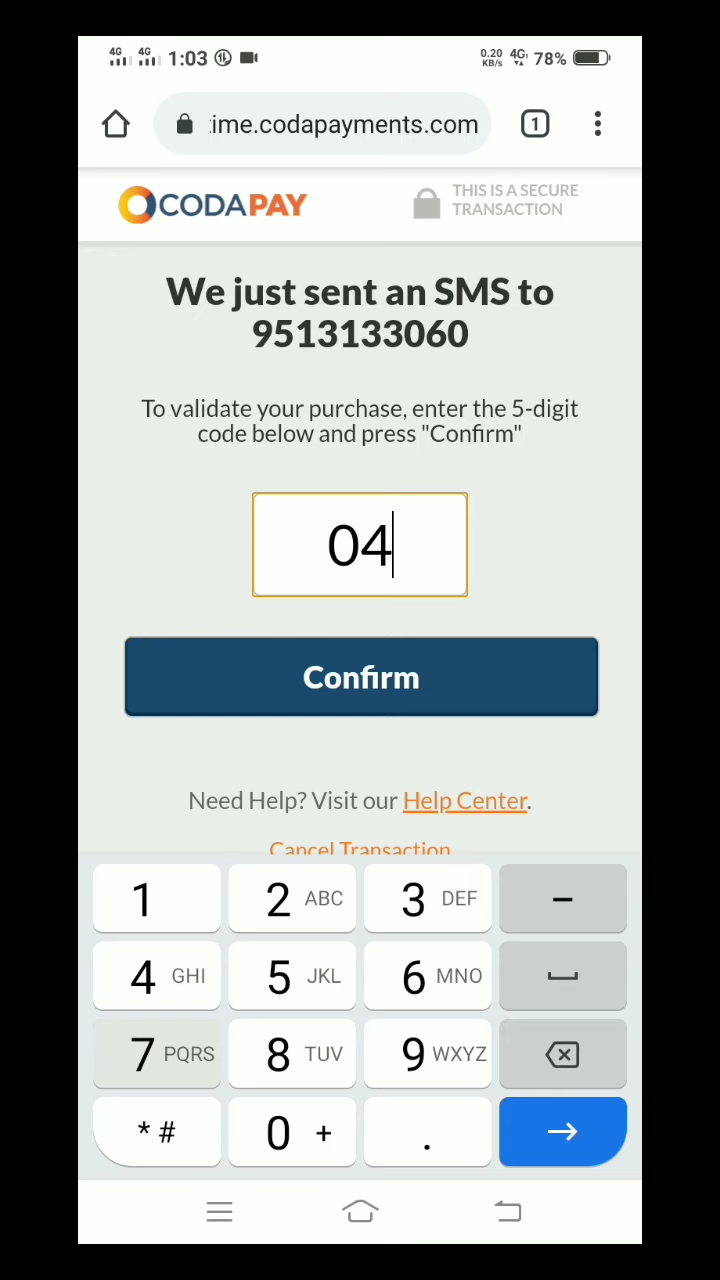 4G 4G 1:03 0.20 KB/s 4G 78%
ime.codapayments.com 1
CODAPAY
THIS IS A SECURE
TRANSACTION
We just sent an SMS to
9513133060
To validate your purchase, enter the 5-digit
code below and press "Confirm"
04
Confirm
Need Help? Visit our Help Center.
Cancel Transaction
1 2 ABC 3 DEF -
4 GHI 5 JKL 6 MNO
7 PQRS 8 TUV 9 WXYZ
* # 0 + .